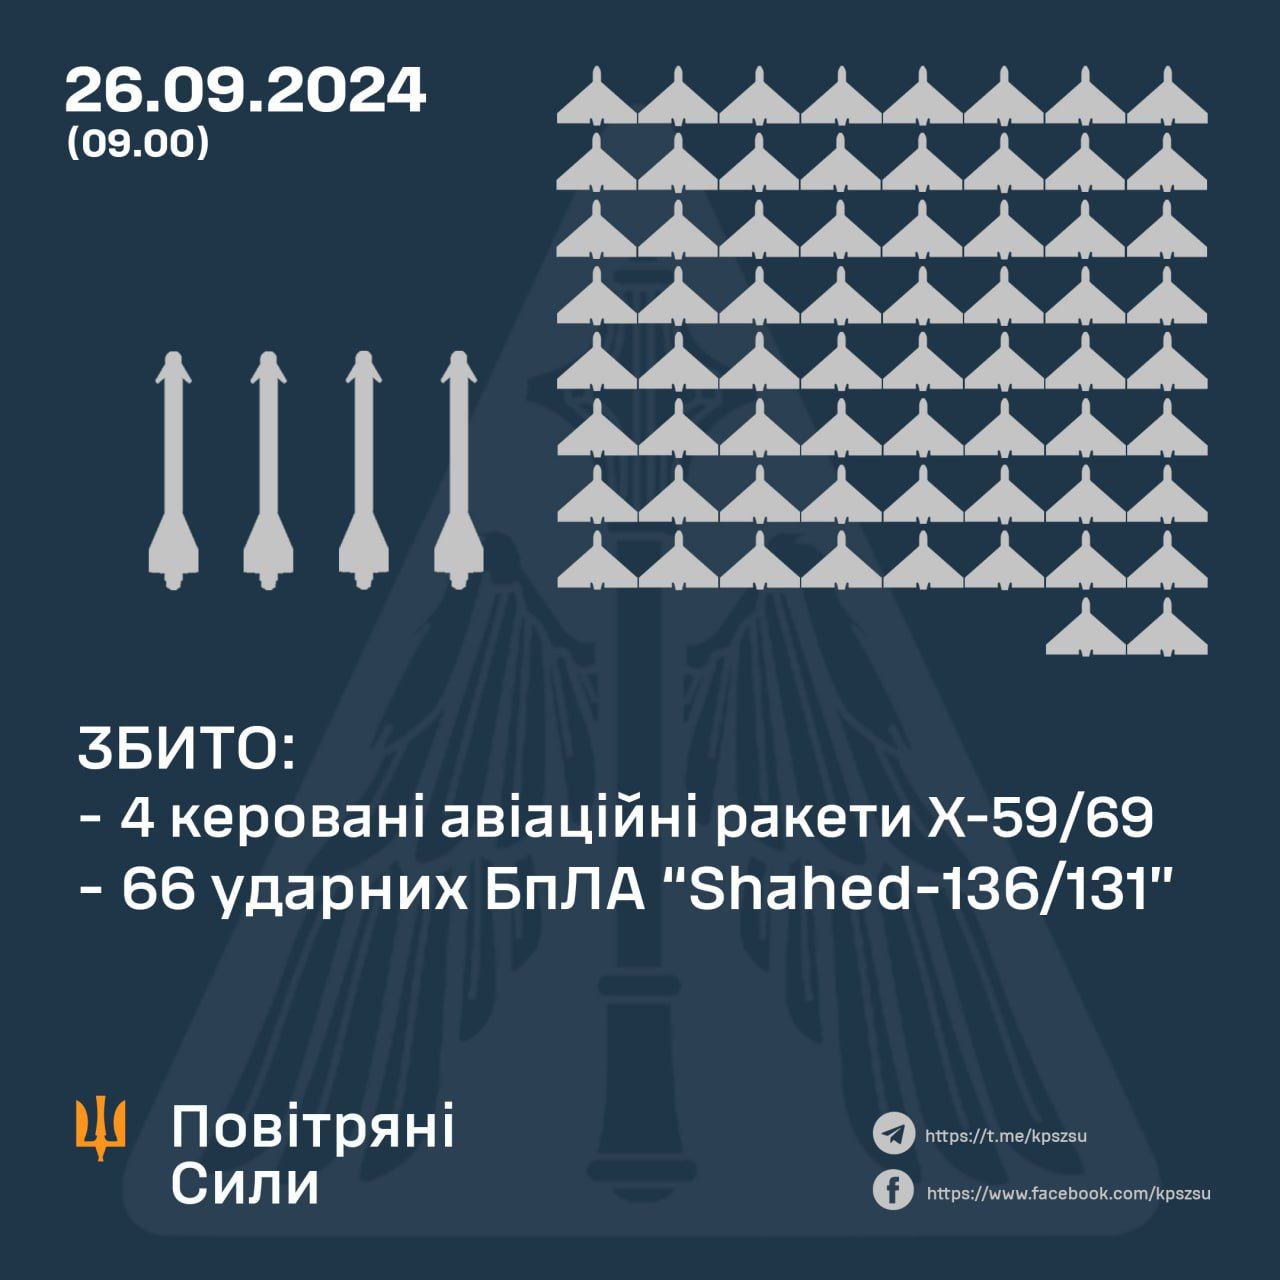 26.09.2024
(09.00)
ЗБИТО:
- 4 керовані авіаційні ракети Х-59/69
- 66 ударних БпЛА “Shahed-136/131”
Повітряні
Сили
https://t.me/kpszsu
https://www.facebook.com/kpszsu